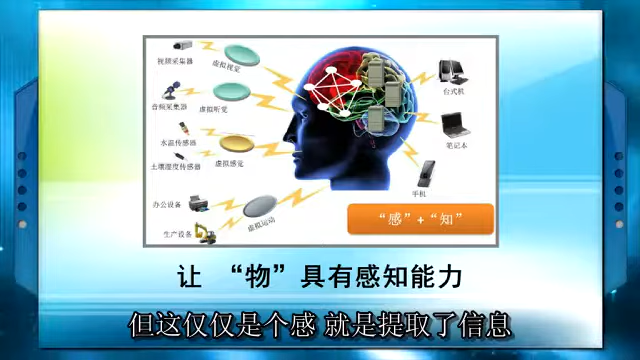 视频采集器
虚拟视觉
音频采集器
虚拟听觉
水温传感器
土壤湿度传感器
虚拟感觉
办公设备
生产设备
虚拟运动
台式机
笔记本
手机
“感”+“知”
让 “物”具有感知能力
但这仅仅是个感 就是提取了信息